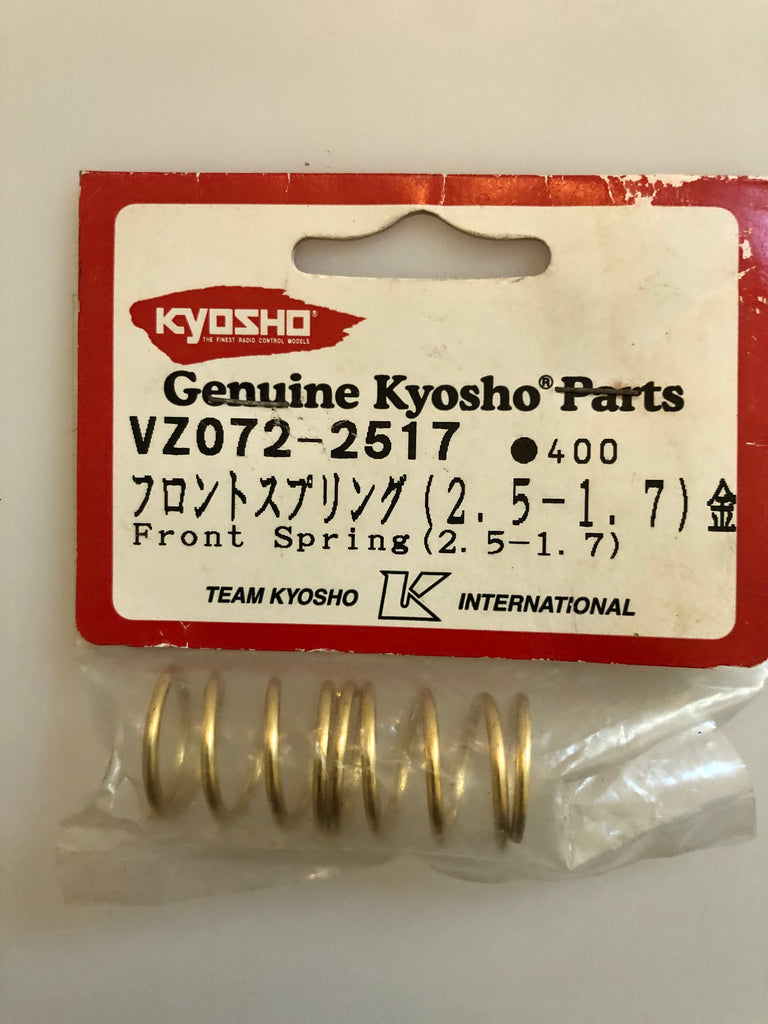 KYOSHO®
THE FINEST RADIO CONTROL MODELS
Genuine Kyosho® Parts
VZ072-2517 ●400
フロントスプリング(2.5-1.7)金
Front Spring(2.5-1.7)
TEAM KYOSHO K INTERNATIONAL